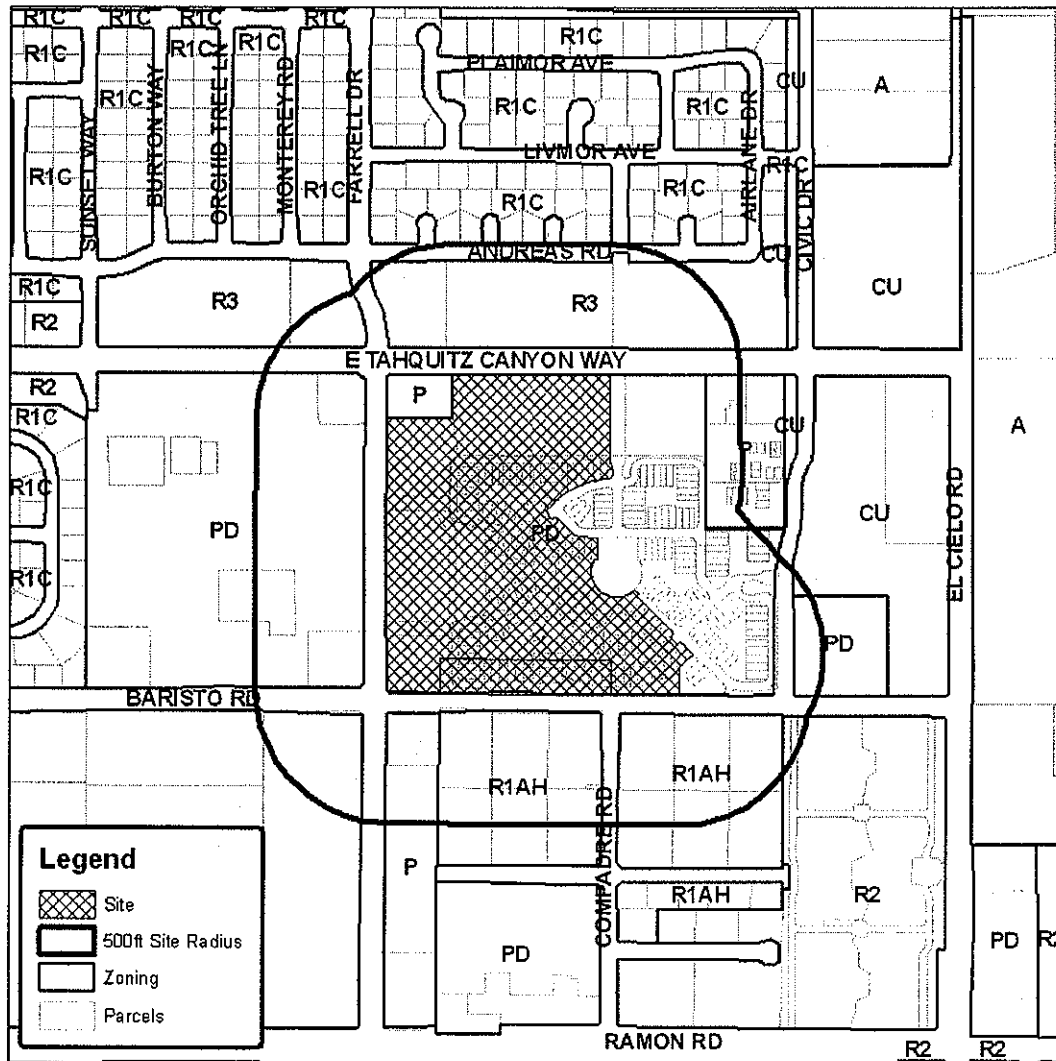 R1C R1C R1C R1C
R1C R1C R1C R1C R1C
PLAIMOR AVE
CU
A
R1C R1C R1C
SUNSET WAY
BURTON WAY
ORCHID TREE LN
MONTEREY RD
FARRELL DR
LIVMOR AVE
AIRLANE DR
CIVIC DR
R1C R1C R1C R1C R1C
ANDREAS RD
CU
R1C
R3
R3
CU
R2
E TAHQUITZ CANYON WAY
R2
P
R1C
CU
A
P
R1C
PD
PD
CU
EL CIELO RD
R1C
PD
BARISTO RD
R1AH
R1AH
COMPADRE RD
P
R1AH
R2
PD
PD
RAMON RD
R2 R2
Legend
Site
500ft Site Radius
Zoning
Parcels